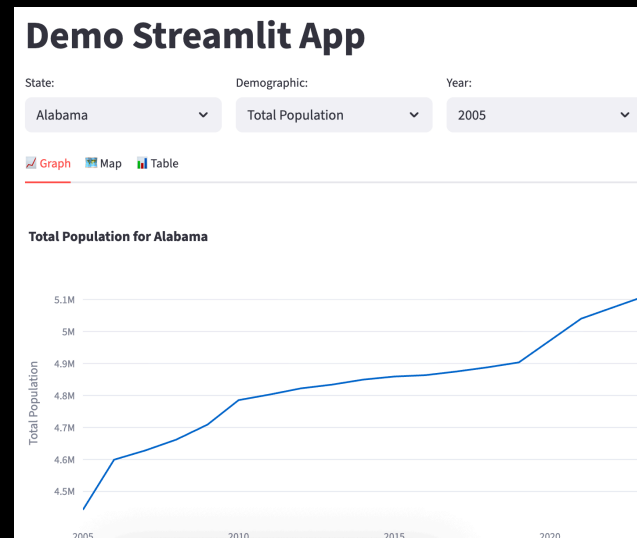 Demo Streamlit App
State: Demographic: Year:
Alabama Total Population 2005
Graph Map Table
Total Population for Alabama
5.1M
5M
4.9M
4.8M
4.7M
4.6M
4.5M
Total Population
2005 2010 2015 2020